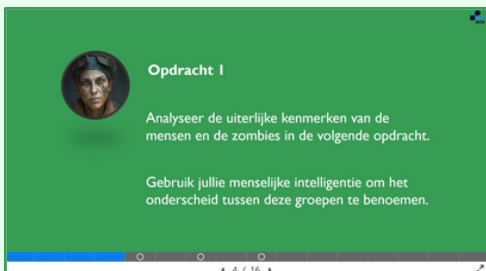 Opdracht 1
Analyseer de uiterlijke kenmerken van de
mensen en de zombies in de volgende opdracht.
Gebruik jullie menselijke intelligentie om het
onderscheid tussen deze groepen te benoemen.
4 / 16